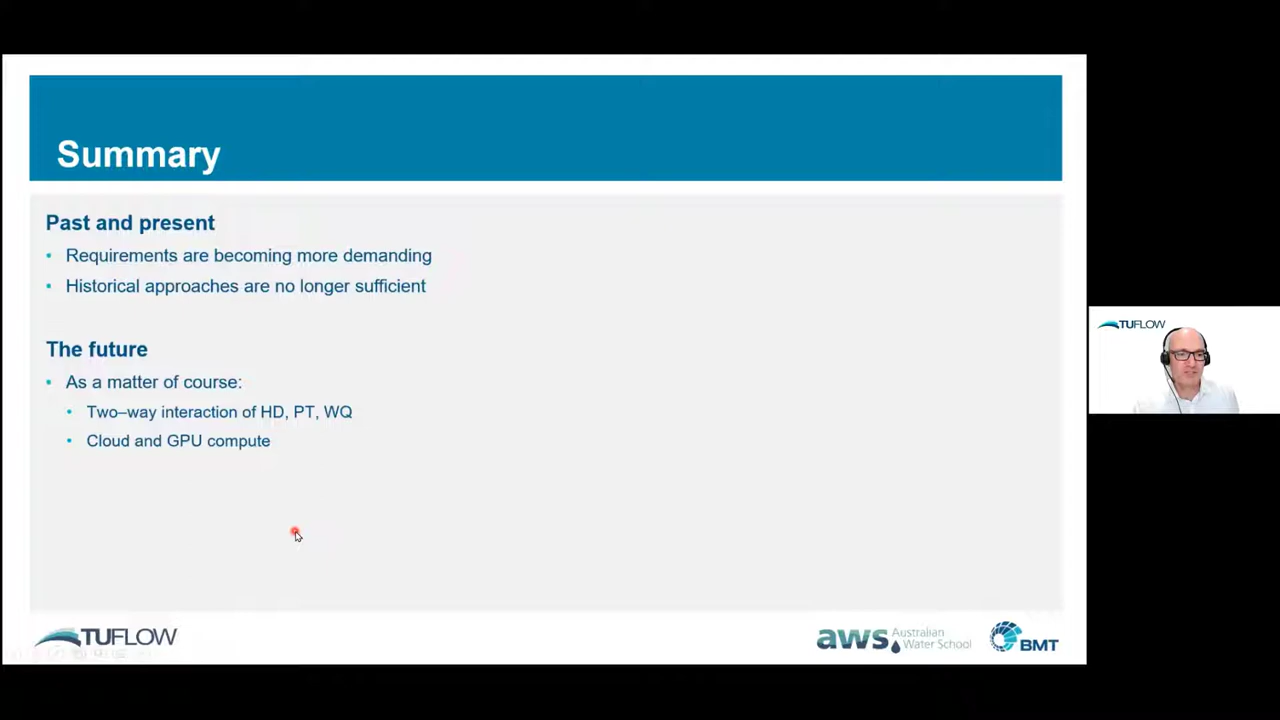 Summary
Past and present
• Requirements are becoming more demanding
• Historical approaches are no longer sufficient
The future
• As a matter of course:
• Two–way interaction of HD, PT, WQ
• Cloud and GPU compute
TUFLOW
TUFLOW
aws Australian
Water School
BMT